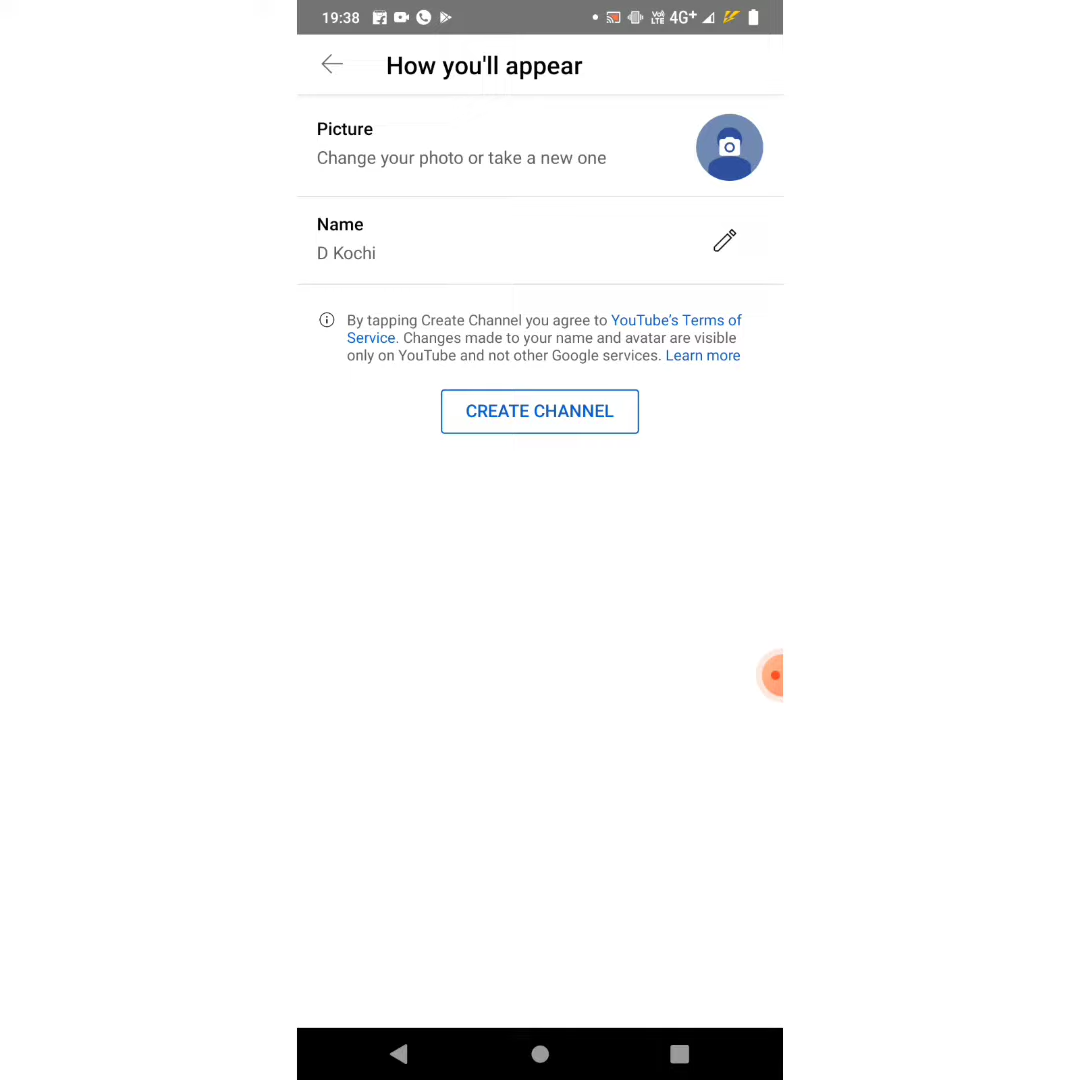 19:38 VoLTE 4G+
How you'll appear
Picture
Change your photo or take a new one
Name
D Kochi
By tapping Create Channel you agree to YouTube's Terms of
Service. Changes made to your name and avatar are visible
only on YouTube and not other Google services. Learn more
CREATE CHANNEL